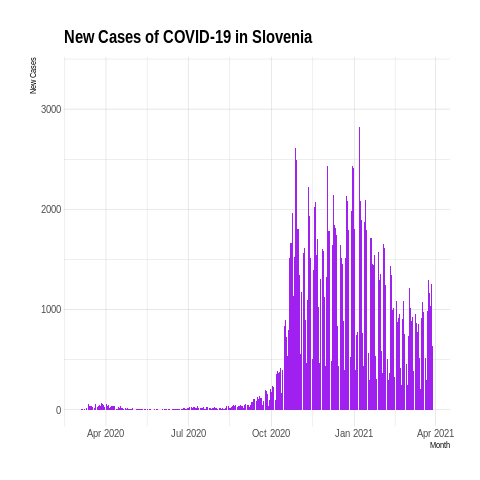 New Cases of COVID-19 in Slovenia
New Cases
3000
2000
1000
0
Apr 2020 Jul 2020 Oct 2020 Jan 2021 Apr 2021
Month